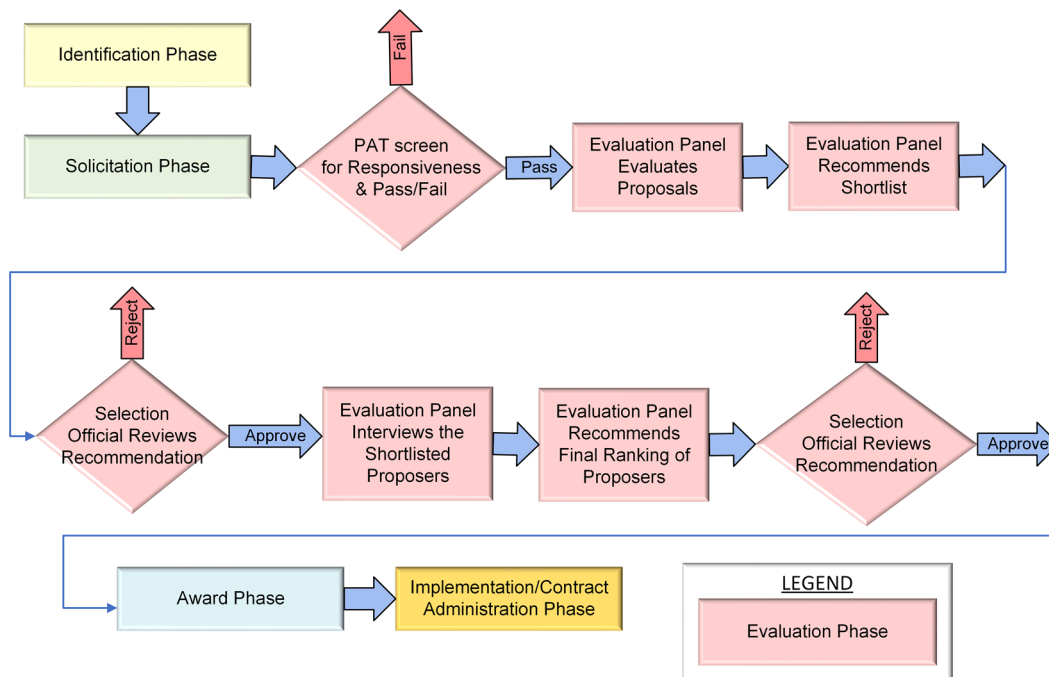 Identification Phase
Solicitation Phase
Fail
PAT screen
for Responsiveness
& Pass/Fail
Pass
Evaluation Panel
Evaluates
Proposals
Evaluation Panel
Recommends
Shortlist
Reject
Selection
Official Reviews
Recommendation
Approve
Evaluation Panel
Interviews the
Shortlisted
Proposers
Evaluation Panel
Recommends
Final Ranking of
Proposers
Reject
Selection
Official Reviews
Recommendation
Approve
Award Phase
Implementation/Contract
Administration Phase
LEGEND
Evaluation Phase